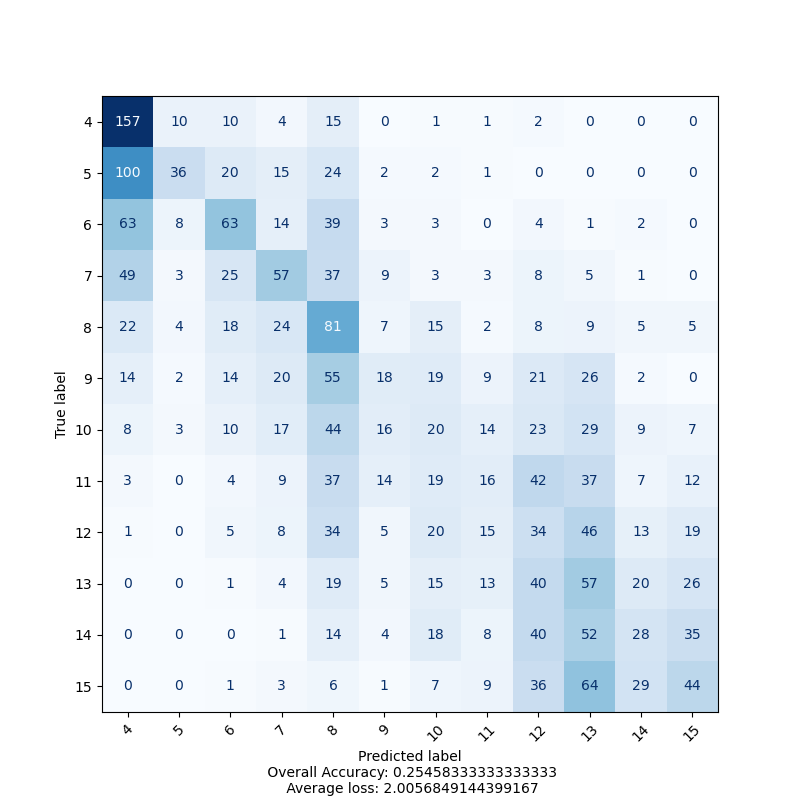 4 157 10 10 4 15 0 1 1 2 0 0 0
5 100 36 20 15 24 2 2 1 0 0 0 0
6 63 8 63 14 39 3 3 0 4 1 2 0
7 49 3 25 57 37 9 3 3 8 5 1 0
8 22 4 18 24 81 7 15 2 8 9 5 5
9 14 2 14 20 55 18 19 9 21 26 2 0
10 8 3 10 17 44 16 20 14 23 29 9 7
11 3 0 4 9 37 14 19 16 42 37 7 12
12 1 0 5 8 34 5 20 15 34 46 13 19
13 0 0 1 4 19 5 15 13 40 57 20 26
14 0 0 0 1 14 4 18 8 40 52 28 35
15 0 0 1 3 6 1 7 9 36 64 29 44
True label
4 5 6 7 8 9 10 11 12 13 14 15
Predicted label
Overall Accuracy: 0.25458333333333333
Average loss: 2.0056849144399167